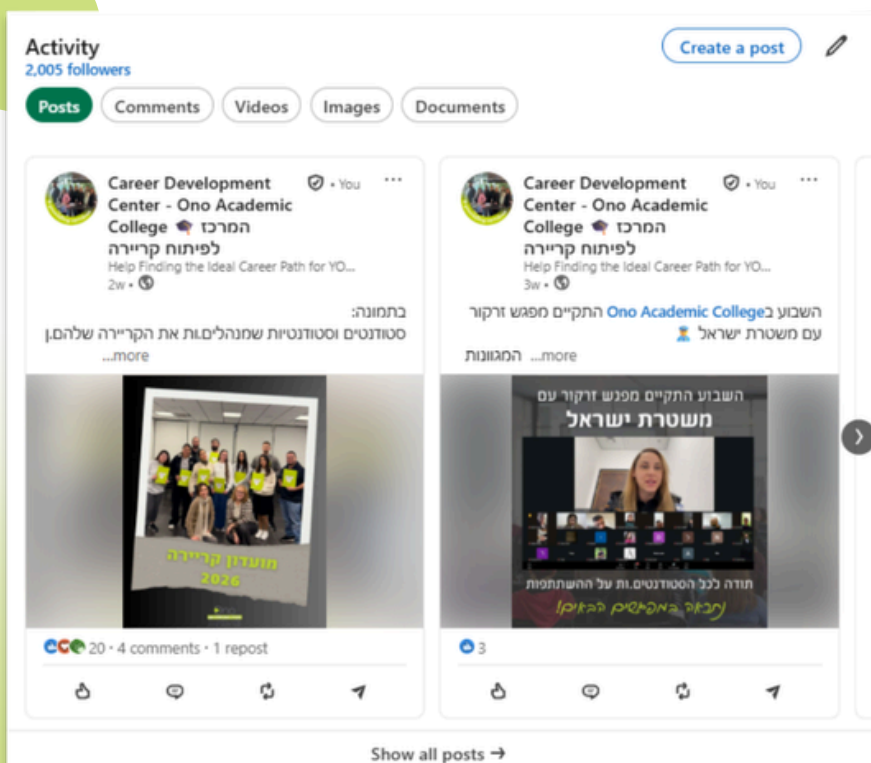 Activity
2,005 followers
Create a post
Posts
Comments
Videos
Images
Documents
Career Development
Center - Ono Academic
College 🎓 המרכז
לפיתוח קריירה
Help Finding the Ideal Career Path for YO...
2w •
• You
בתמונה:
סטודנטים וסטודנטיות שמנהלים.ות את הקריירה שלהם.ן
...more
מועדון קריירה
2026
20 • 4 comments • 1 repost
Career Development
Center - Ono Academic
College 🎓 המרכז
לפיתוח קריירה
Help Finding the Ideal Career Path for YO...
3w •
• You
השבוע בOno Academic College התקיים מפגש זרקור
עם משטרת ישראל 👮
המגוונות ...more
השבוע התקיים מפגש זרקור עם
משטרת ישראל
תודה לכל הסטודנטים.ות על ההשתתפות
נתראה במפגשים הבאים!
3
Show all posts →